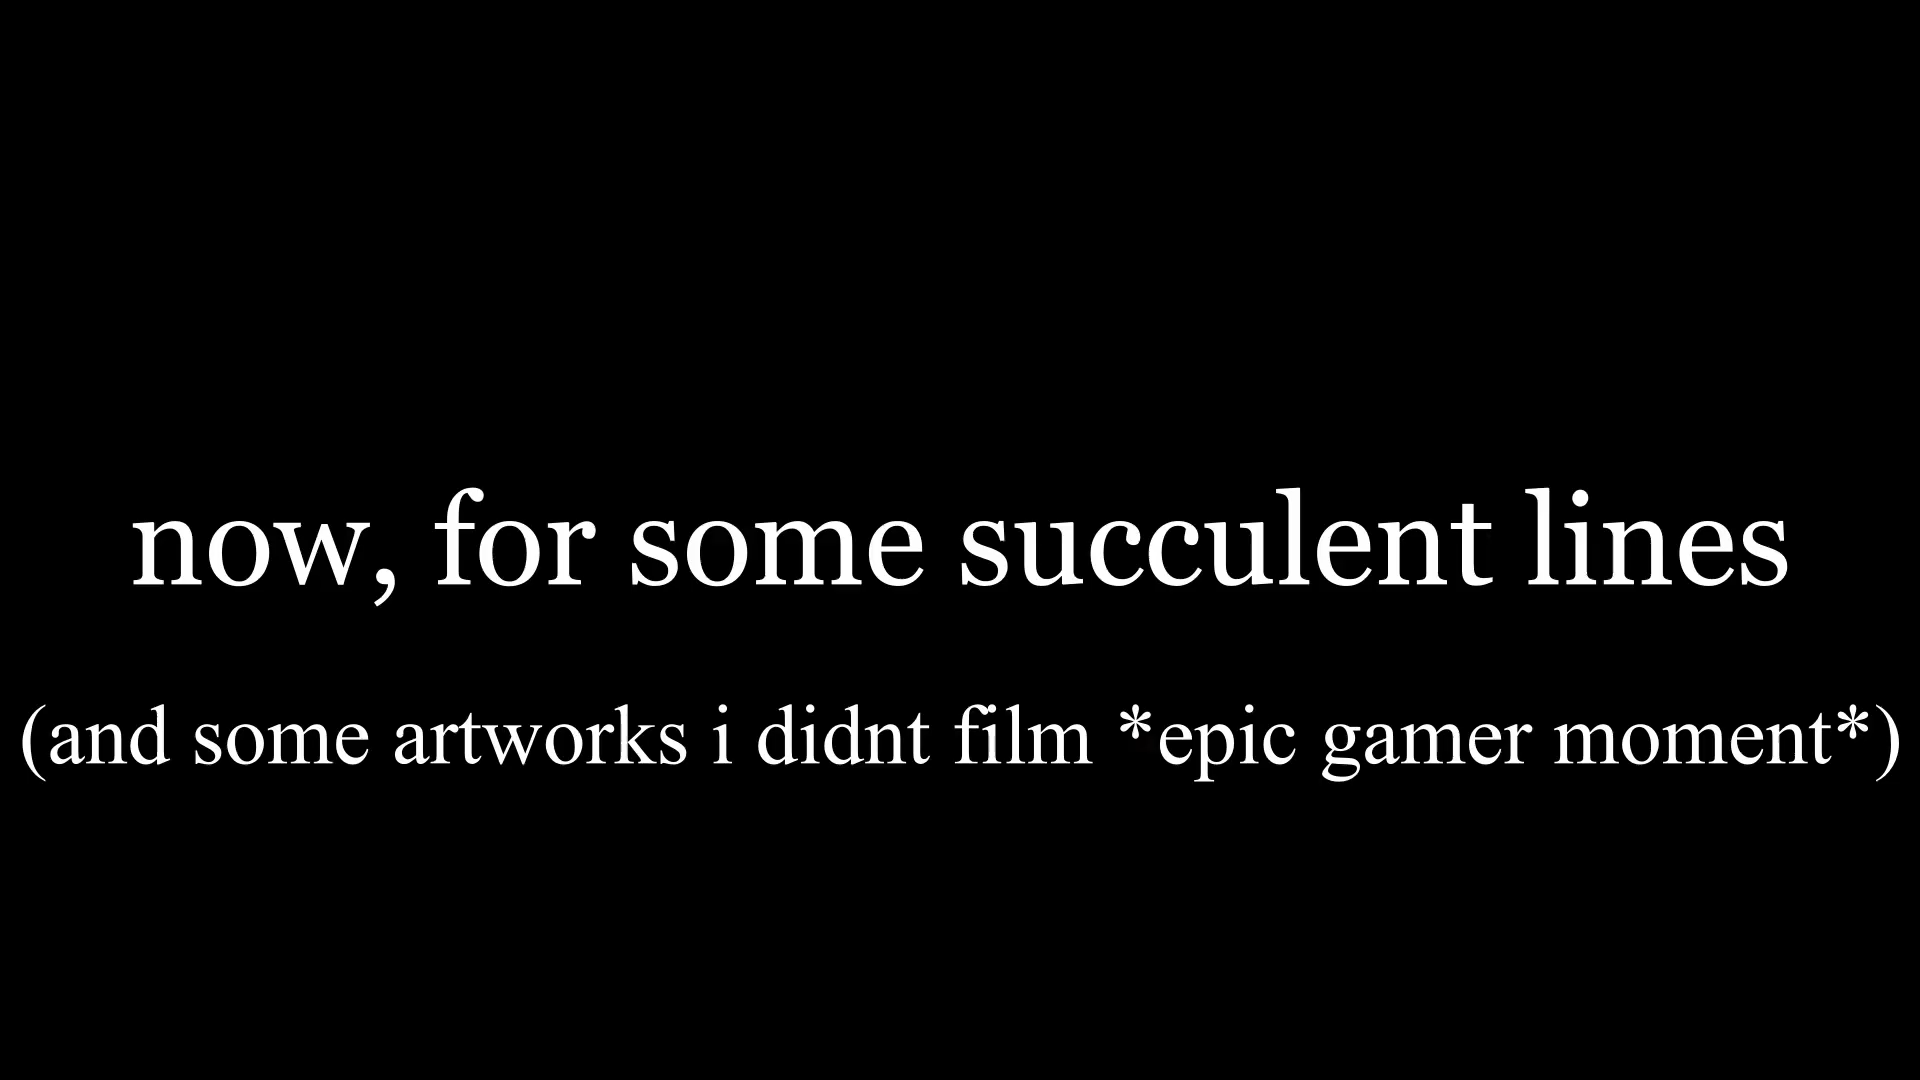 now, for some succulent lines
(and some artworks i didnt film *epic gamer moment*)